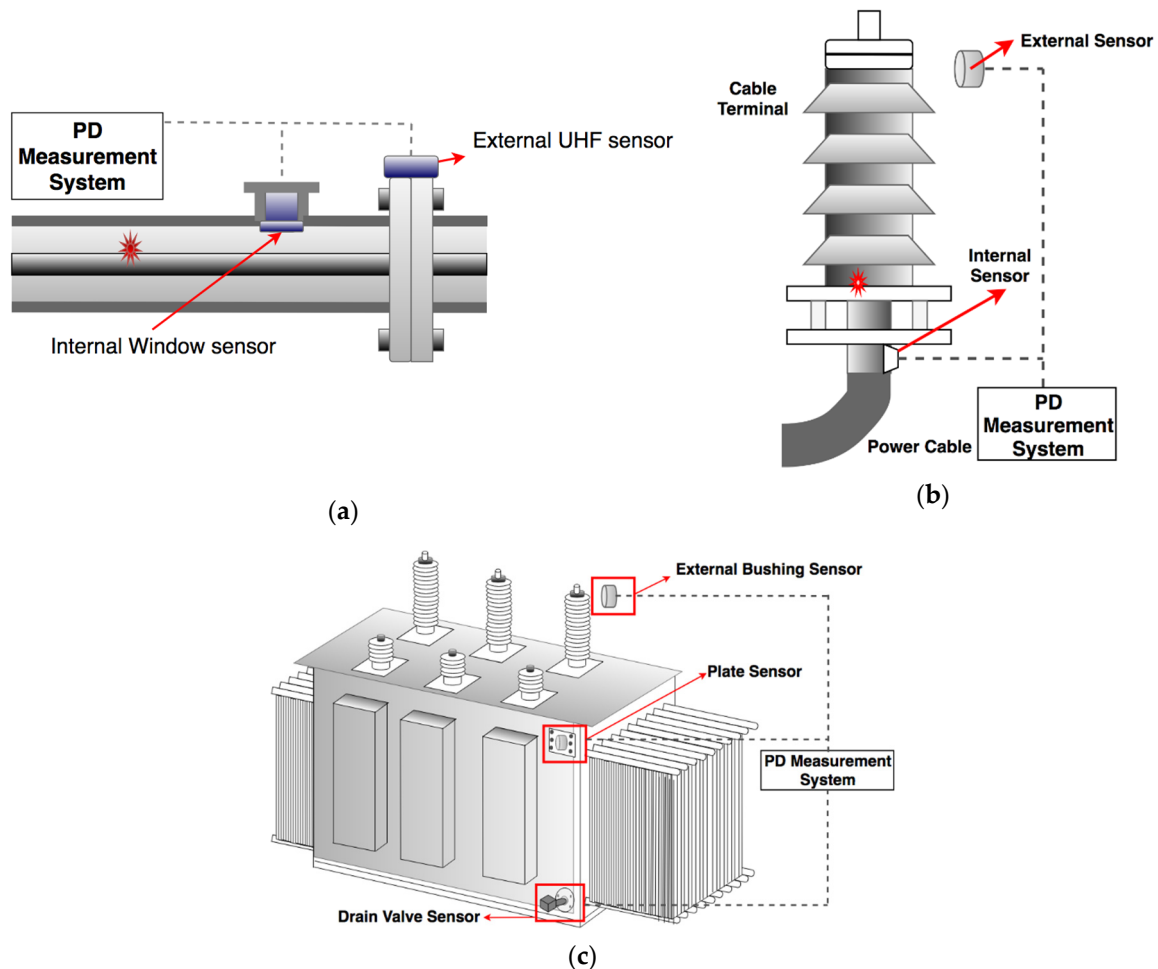 PD
Measurement
System
External UHF sensor
Internal Window sensor
(a)
External Sensor
Cable
Terminal
Internal
Sensor
PD
Measurement
System
Power Cable
(b)
External Bushing Sensor
Plate Sensor
PD Measurement
System
Drain Valve Sensor
(c)